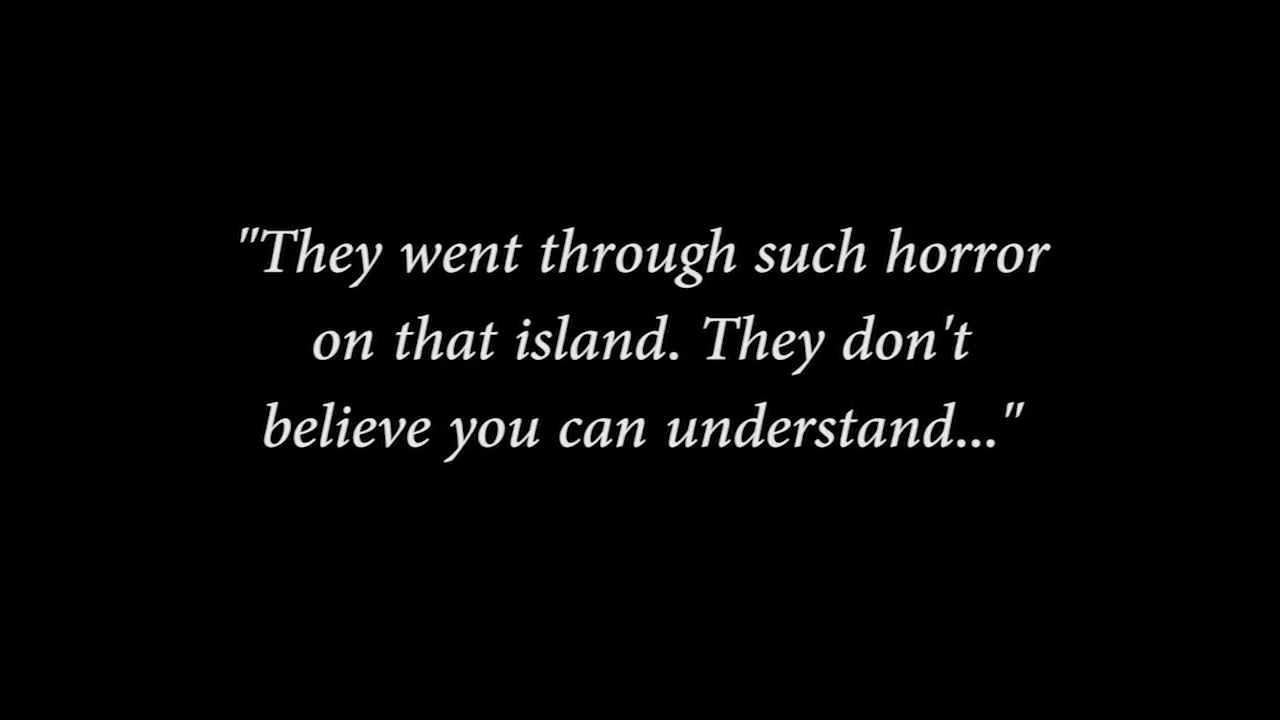 "They went through such horror
on that island. They don't
believe you can understand..."